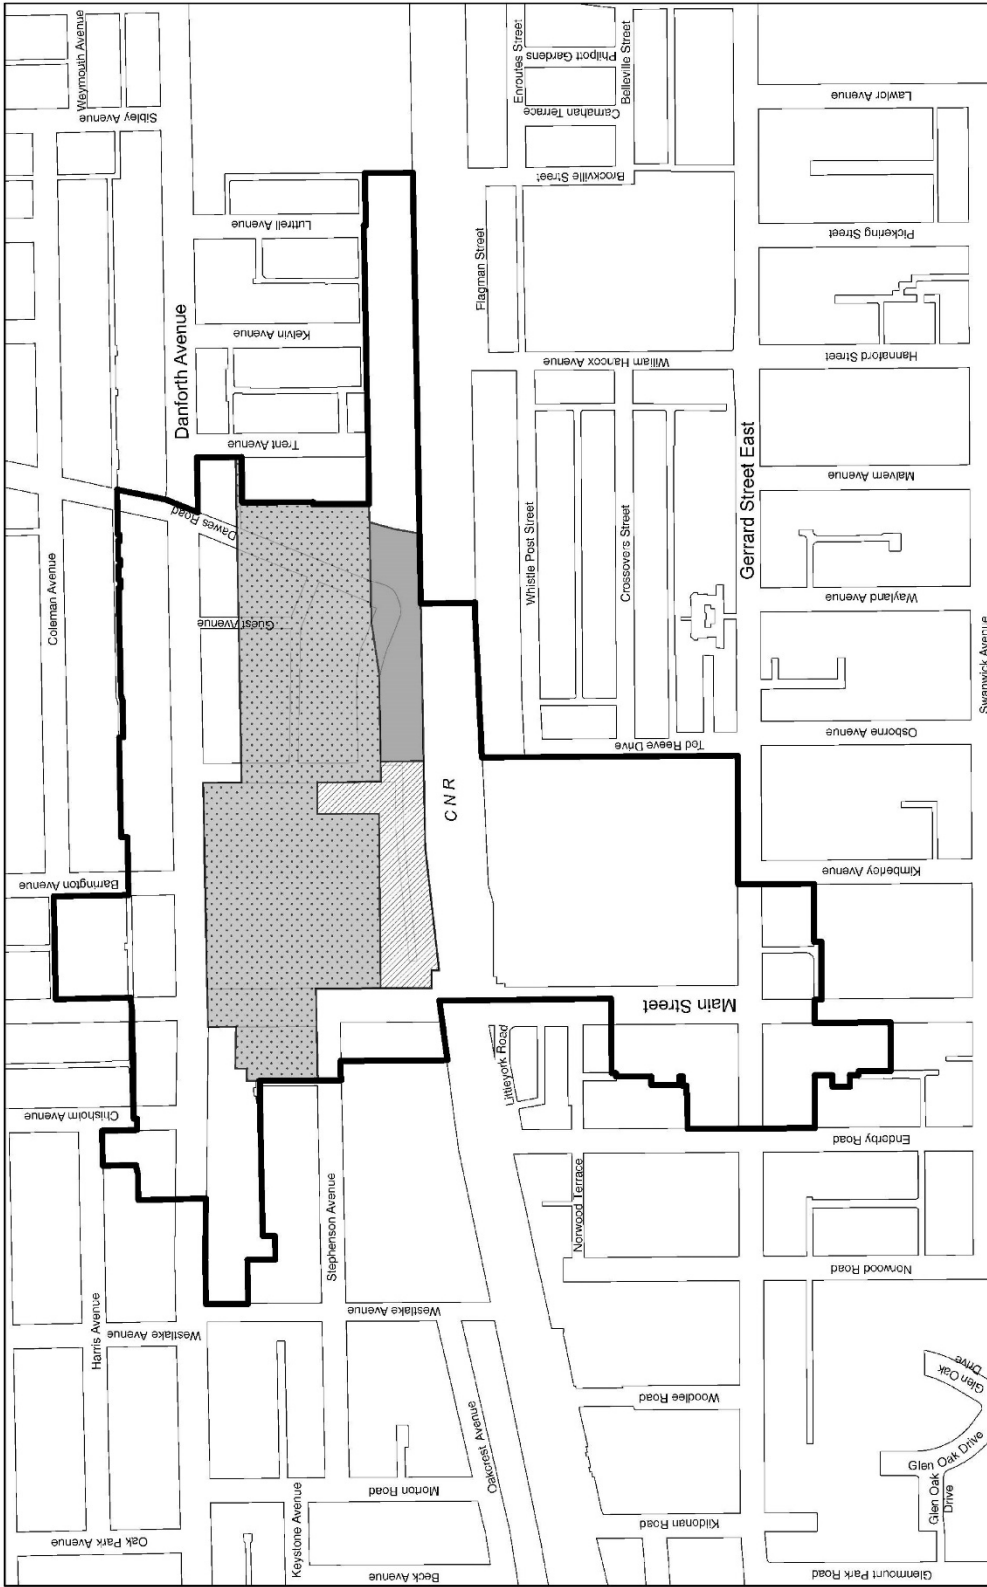 Weymouth Avenue
Sibley Avenue
Enroutes Street
Philpott Gardens
Belleville Street
Carnahan Terrace
Lawlor Avenue
Brockville Street
Luttrell Avenue
Pickering Street
Flagman Street
Danforth Avenue
Kelvin Avenue
William Hancox Avenue
Hannaford Street
Trent Avenue
Gerrard Street East
Malvern Avenue
Dawes Road
Whistle Post Street
Crossovers Street
Coleman Avenue
Wayland Avenue
Guest Avenue
Swanwick Avenue
Tod Reeve Drive
Osborne Avenue
CNR
Barrington Avenue
Kimberley Avenue
Main Street
Littleyork Road
Chisholm Avenue
Enderby Road
Norwood Terrace
Stephenson Avenue
Norwood Road
Harris Avenue
Westlake Avenue
Westlake Avenue
Glen Oak
Drive
Woodlee Road
Oakcrest Avenue
Glen Oak Drive
Morton Road
Glen Oak
Drive
Kildonan Road
Oak Park Avenue
Keystone Avenue
Beck Avenue
Glenmount Park Road